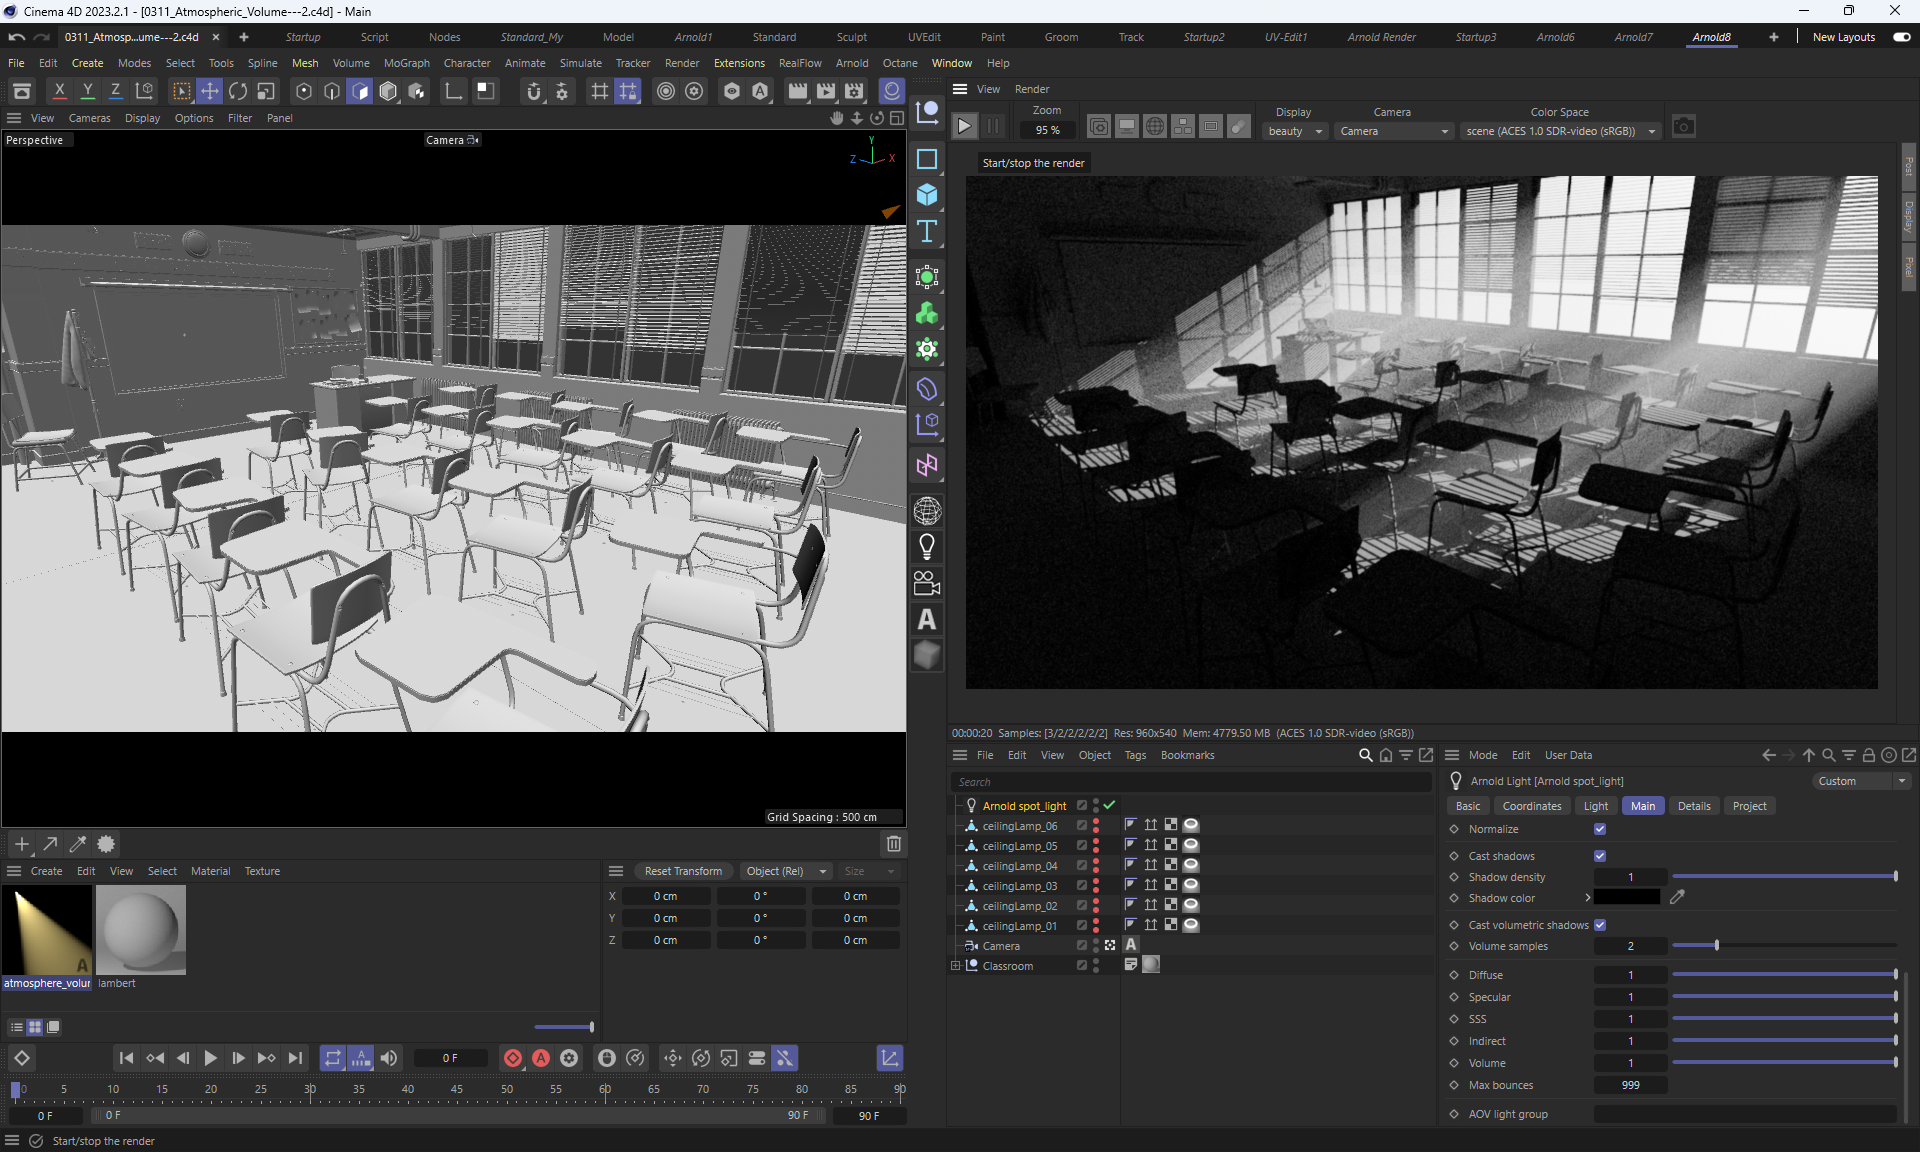 Cinema 4D 2023.2.1 - [0311_Atmospheric_Volume---2.c4d] - Main
0311_Atmosp...ume---2.c4d
Startup
Script
Nodes
Standard_My
Model
Arnold1
Standard
Sculpt
UVEdit
Paint
Groom
Track
Startup2
UV-Edit1
Arnold Render
Startup3
Arnold6
Arnold7
Arnold8
New Layouts
File Edit Create Modes Select Tools Spline Mesh Volume MoGraph Character Animate Simulate Tracker Render Extensions RealFlow Arnold Octane Window Help
X Y Z
View Cameras Display Options Filter Panel
Perspective
Camera
Y
Z
X
Grid Spacing : 500 cm
View Render
Zoom
95 %
Display
beauty
Camera
Camera
Color Space
scene (ACES 1.0 SDR-video (sRGB))
Start/stop the render
Post
Display
Pixel
00:00:20 Samples: [3/2/2/2/2/2] Res: 960x540 Mem: 4779.50 MB (ACES 1.0 SDR-video (sRGB))
File Edit View Object Tags Bookmarks
Search
Arnold spot_light
ceilingLamp_06
ceilingLamp_05
ceilingLamp_04
ceilingLamp_03
ceilingLamp_02
ceilingLamp_01
Camera
A
Classroom
Mode Edit User Data
Arnold Light [Arnold spot_light]
Custom
Basic Coordinates Light Main Details Project
Normalize
Cast shadows
Shadow density 1
Shadow color
Cast volumetric shadows
Volume samples 2
Diffuse 1
Specular 1
SSS 1
Indirect 1
Volume 1
Max bounces 999
AOV light group
Create Edit View Select Material Texture
A
atmosphere_volur
lambert
Reset Transform
Object (Rel)
Size
X 0 cm 0 ° 0 cm
Y 0 cm 0 ° 0 cm
Z 0 cm 0 ° 0 cm
0 F
0 5 10 15 20 25 30 35 40 45 50 55 60 65 70 75 80 85 90
0 F
0 F
90 F
90 F
Start/stop the render